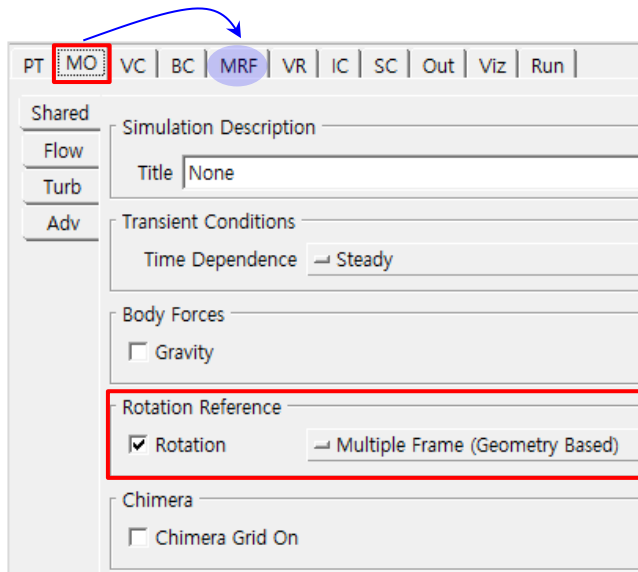 PT MO VC BC MRF VR IC SC Out Viz Run
Shared
Flow
Turb
Adv
Simulation Description
Title None
Transient Conditions
Time Dependence Steady
Body Forces
Gravity
Rotation Reference
Rotation Multiple Frame (Geometry Based)
Chimera
Chimera Grid On